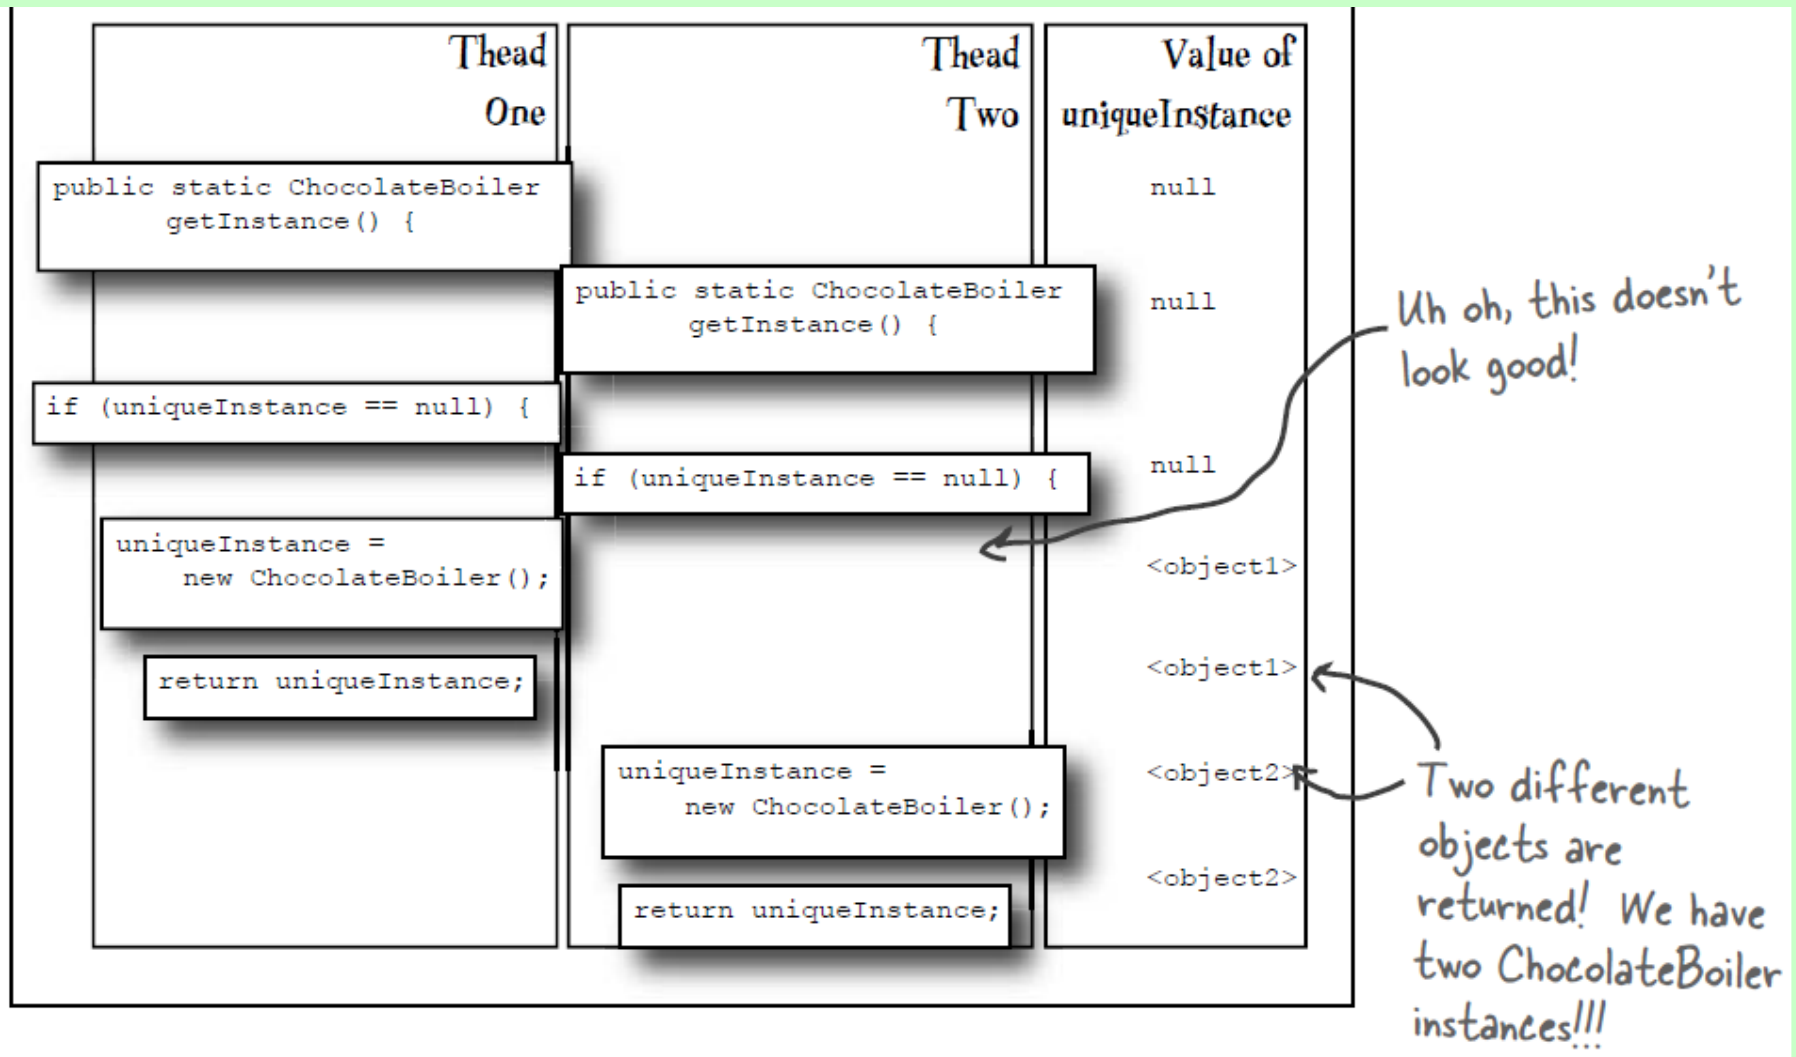 Thead
One
Thead
Two
Value of
uniqueInstance
public static ChocolateBoiler
getInstance() {
null
public static ChocolateBoiler
getInstance() {
null
Uh oh, this doesn't
look good!
if (uniqueInstance == null) {
if (uniqueInstance == null) {
null
uniqueInstance =
new ChocolateBoiler();
<object1>
return uniqueInstance;
<object1>
uniqueInstance =
new ChocolateBoiler();
<object2>
Two different
objects are
returned! We have
two ChocolateBoiler
instances!!!
return uniqueInstance;
<object2>